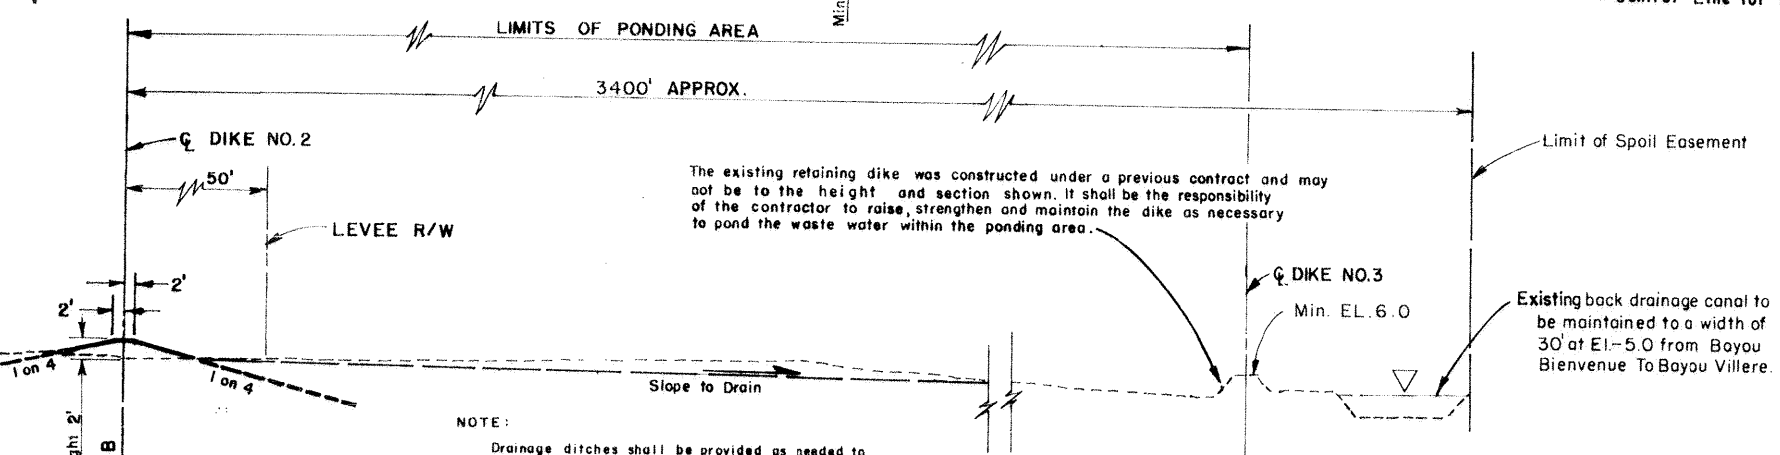 LIMITS OF PONDING AREA
3400' APPROX.
℄ DIKE NO.2
Limit of Spoil Easement
50'
The existing retaining dike was constructed under a previous contract and may
not be to the height and section shown. It shall be the responsibility
of the contractor to raise, strengthen and maintain the dike as necessary
to pond the waste water within the ponding area.
LEVEE R/W
℄ DIKE NO.3
2'
2'
Min. EL.6.0
Existing back drainage canal to
be maintained to a width of
30' at El.-5.0 from Bayou
Bienvenue To Bayou Villere.
1 on 4
1 on 4
Slope to Drain
NOTE:
Drainage ditches shall be provided as needed to
2'
B
Min
Line for